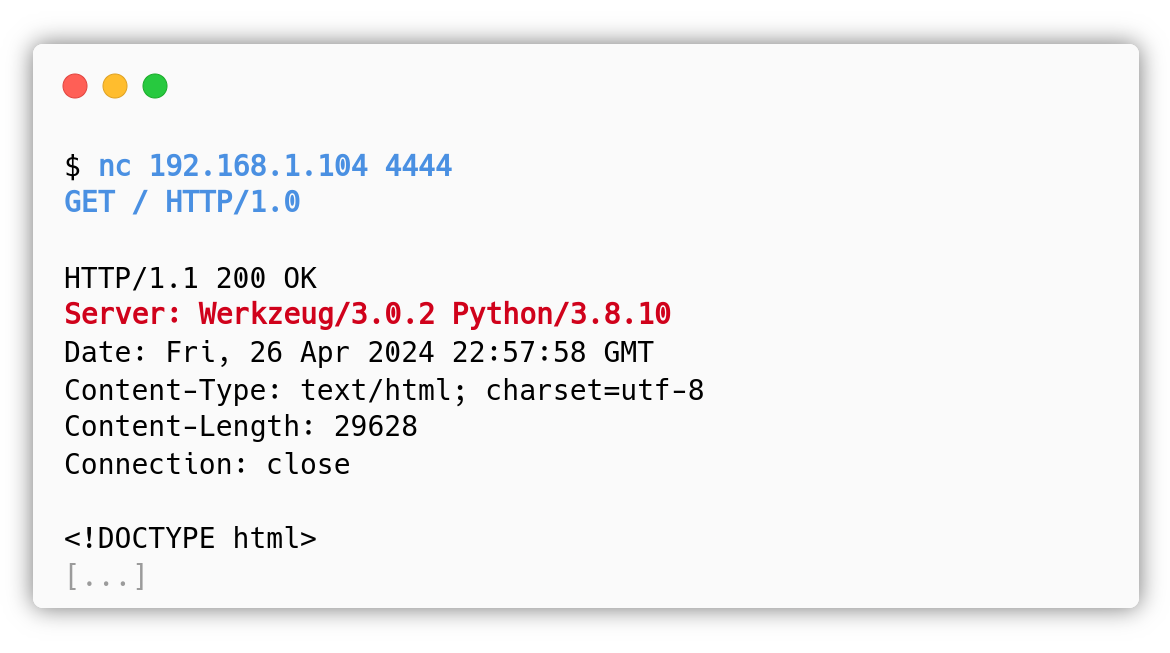 $ nc 192.168.1.104 4444
GET / HTTP/1.0
HTTP/1.1 200 OK
Server: Werkzeug/3.0.2 Python/3.8.10
Date: Fri, 26 Apr 2024 22:57:58 GMT
Content-Type: text/html; charset=utf-8
Content-Length: 29628
Connection: close
<!DOCTYPE html>
[...]